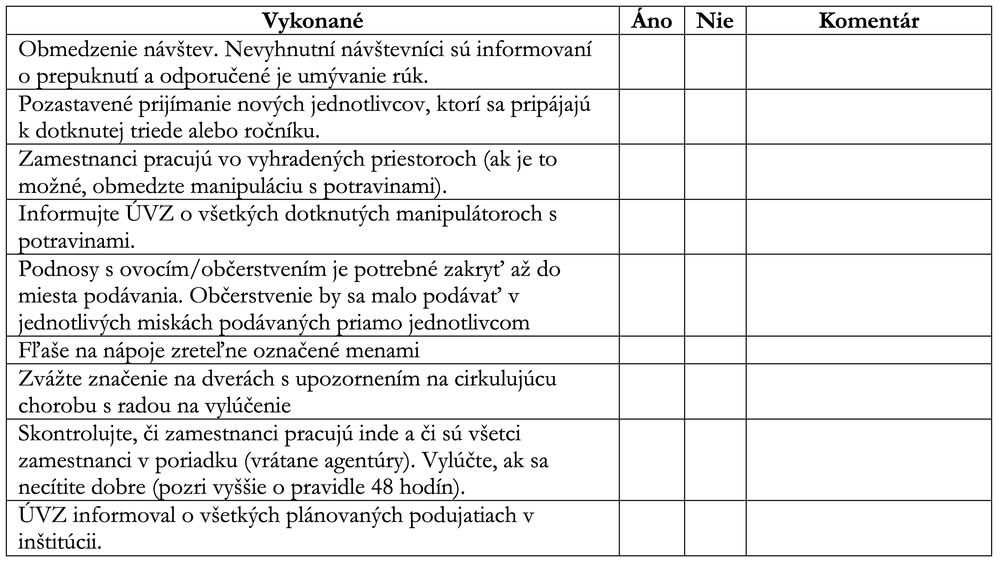 Vykonané Áno Nie Komentár
Obmedzenie návštev. Nevyhnutní návštevníci sú informovaní
o prepuknutí a odporučené je umývanie rúk.
Pozastavené prijímanie nových jednotlivcov, ktorí sa pripájajú
k dotknutej triede alebo ročníku.
Zamestnanci pracujú vo vyhradených priestoroch (ak je to
možné, obmedzte manipuláciu s potravinami).
Informujte ÚVZ o všetkých dotknutých manipulátoroch s
potravinami.
Podnosy s ovocím/občerstvením je potrebné zakryť až do
miesta podávania. Občerstvenie by sa malo podávať v
jednotlivých miskách podávaných priamo jednotlivcom
Fľaše na nápoje zreteľne označené menami
Zvážte značenie na dverách s upozornením na cirkulujúcu
chorobu s radou na vylúčenie
Skontrolujte, či zamestnanci pracujú inde a či sú všetci
zamestnanci v poriadku (vrátane agentúry). Vylúčte, ak sa
necítite dobre (pozri vyššie o pravidle 48 hodín).
ÚVZ informoval o všetkých plánovaných podujatiach v
inštitúcii.